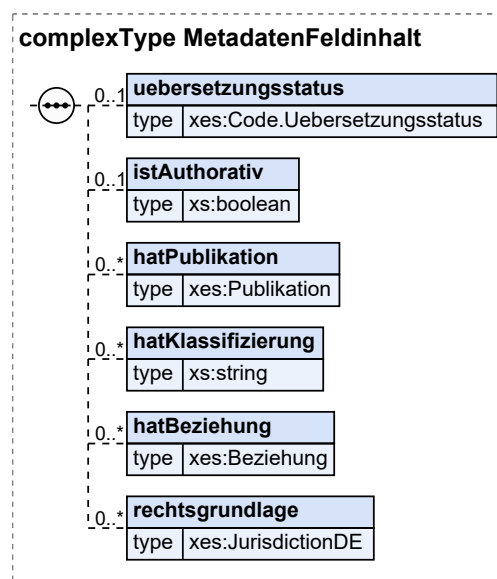 complexType MetadatenFeldinhalt
0..1 uebersetzungsstatus
type xes:Code.Uebersetzungsstatus
0..1 istAuthorativ
type xs:boolean
0..* hatPublikation
type xes:Publikation
0..* hatKlassifizierung
type xs:string
0..* hatBeziehung
type xes:Beziehung
0..* rechtsgrundlage
type xes:JurisdictionDE